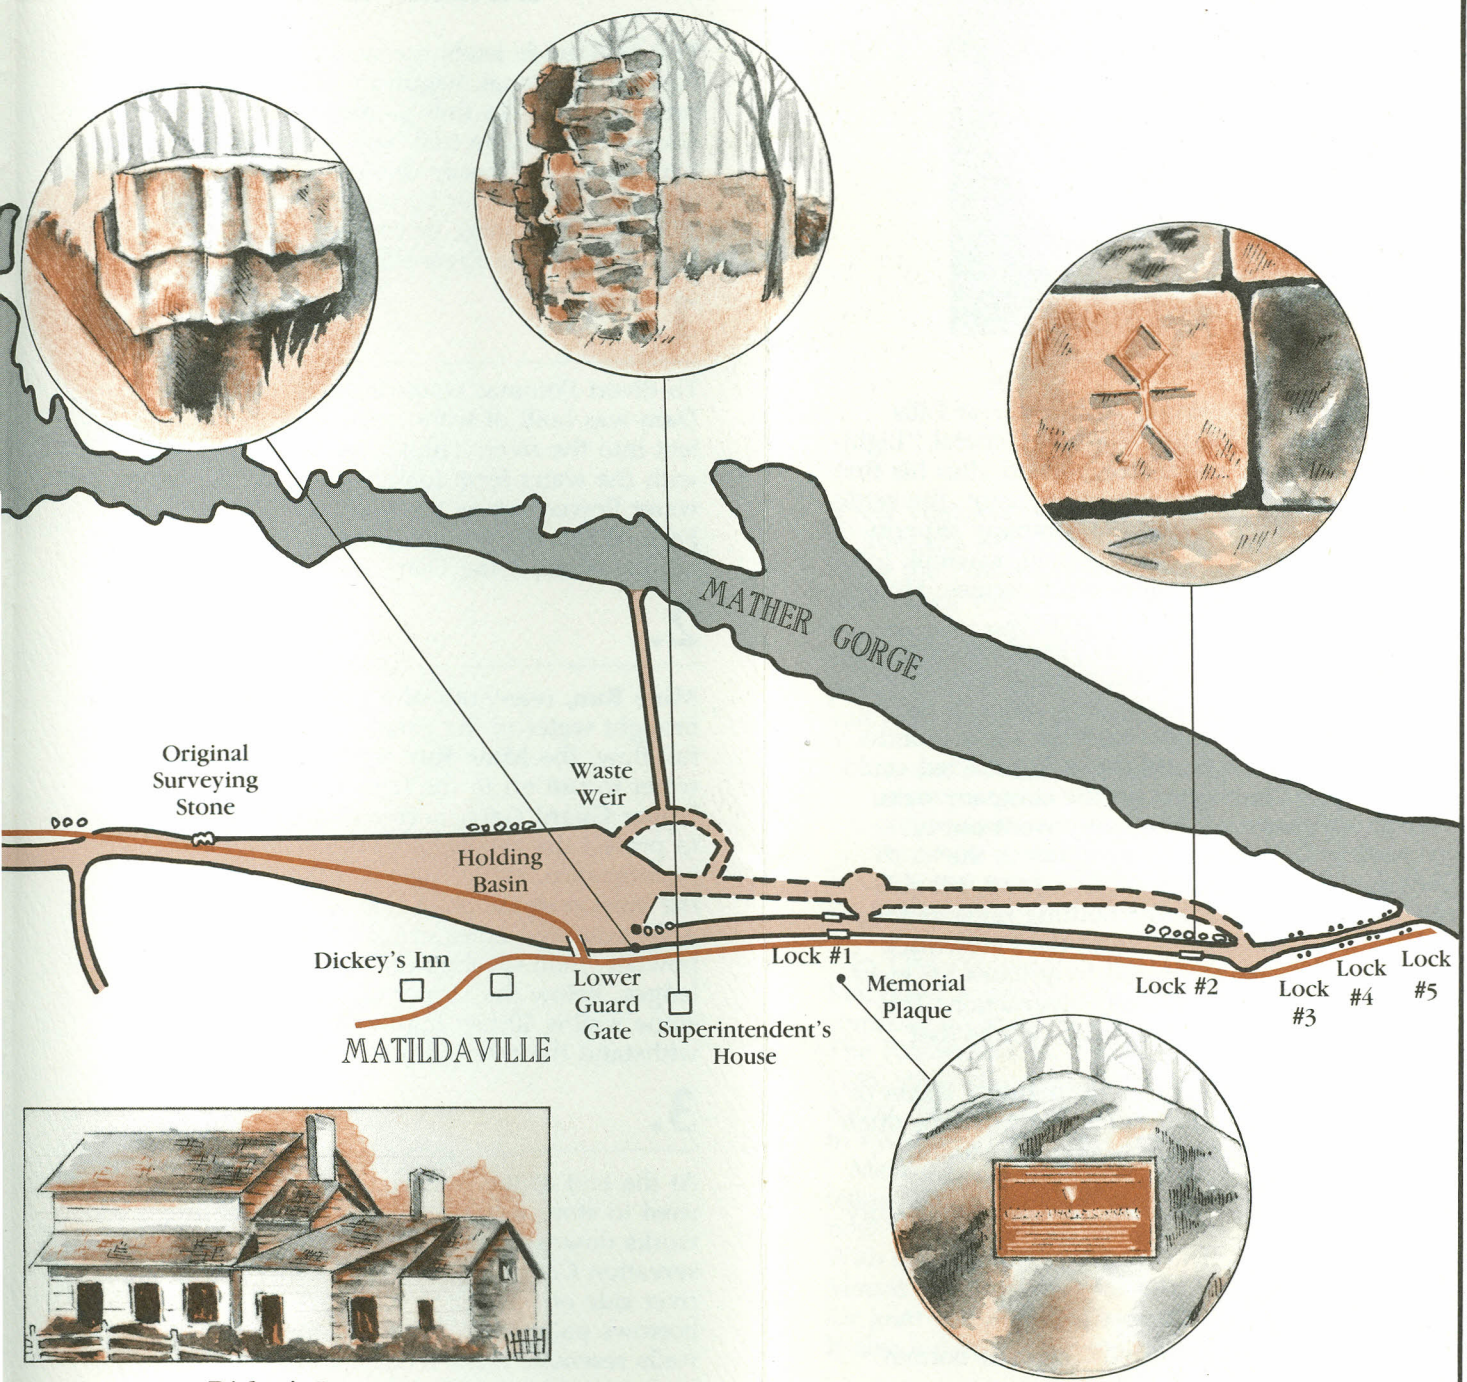 MATHER GORGE
Original
Surveying
Stone
Waste
Weir
Holding
Basin
Dickey's Inn
Lower
Guard
Gate
Superintendent's
House
MATILDAVILLE
Lock #1
Memorial
Plaque
Lock #2
Lock
#3
Lock
#4
Lock
#5